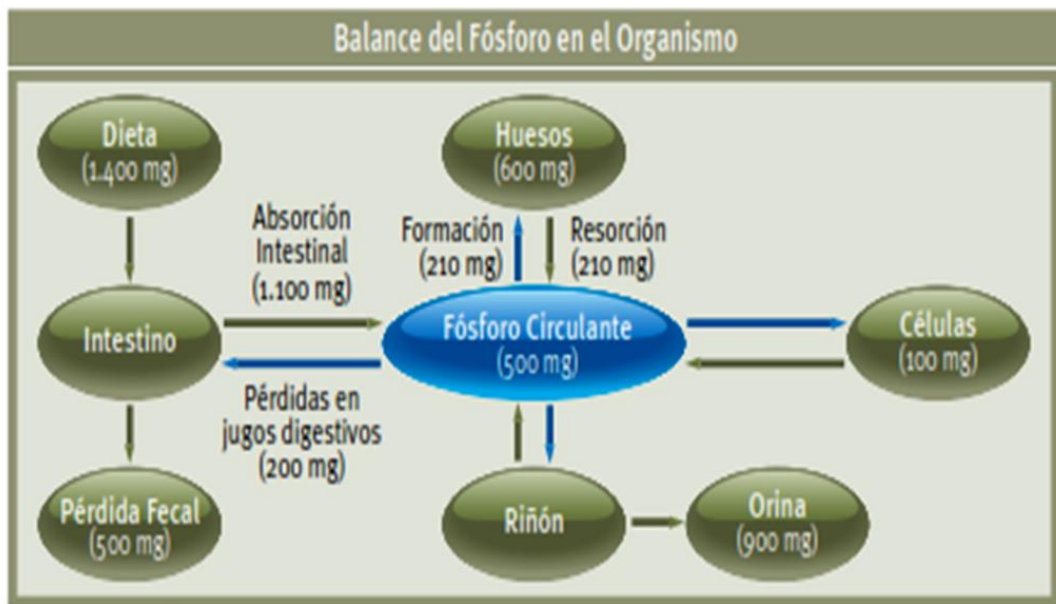 Balance del Fósforo en el Organismo
Dieta
(1.400 mg)
Huesos
(600 mg)
Absorción
Intestinal
(1.100 mg)
Formación
(210 mg)
Resorción
(210 mg)
Intestino
Fósforo Circulante
(500 mg)
Células
(100 mg)
Pérdidas en
jugos digestivos
(200 mg)
Pérdida Fecal
(500 mg)
Riñón
Orina
(900 mg)